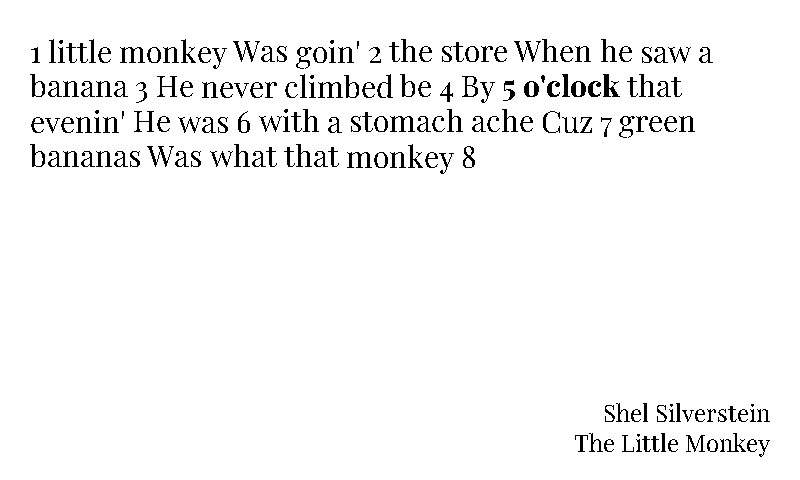 1 little monkey Was goin' 2 the store When he saw a
banana 3 He never climbed be 4 By 5 o'clock that
evenin' He was 6 with a stomach ache Cuz 7 green
bananas Was what that monkey 8
Shel Silverstein
The Little Monkey